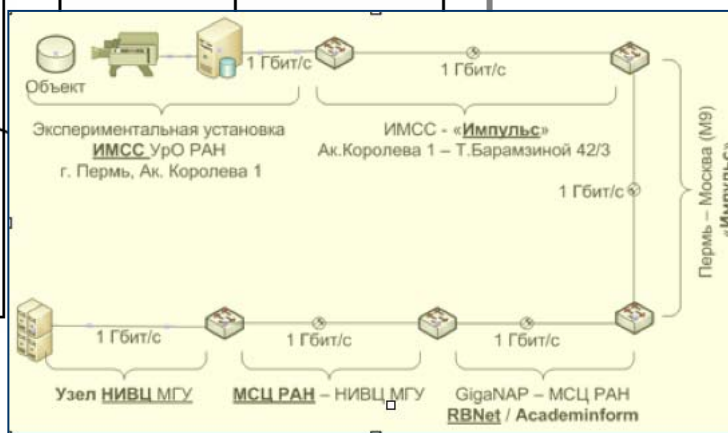 Объект
1 Гбит/с
1 Гбит/с
Экспериментальная установка
ИМСС УрО РАН
г. Пермь, Ак. Королева 1
ИМСС - «Импульс»
Ак.Королева 1 – Т.Барамзиной 42/3
1 Гбит/с
Пермь – Москва (М9)
«Импульс»
1 Гбит/с
1 Гбит/с
1 Гбит/с
Узел НИВЦ МГУ
МСЦ РАН – НИВЦ МГУ
GigaNAP – МСЦ РАН
RBNet / Academinform